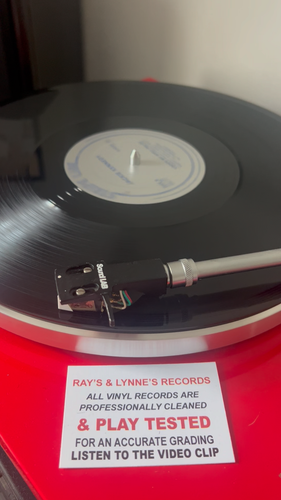 SoundLAB
RAY'S & LYNNE'S RECORDS
ALL VINYL RECORDS ARE
PROFESSIONALLY CLEANED
& PLAY TESTED
FOR AN ACCURATE GRADING
LISTEN TO THE VIDEO CLIP